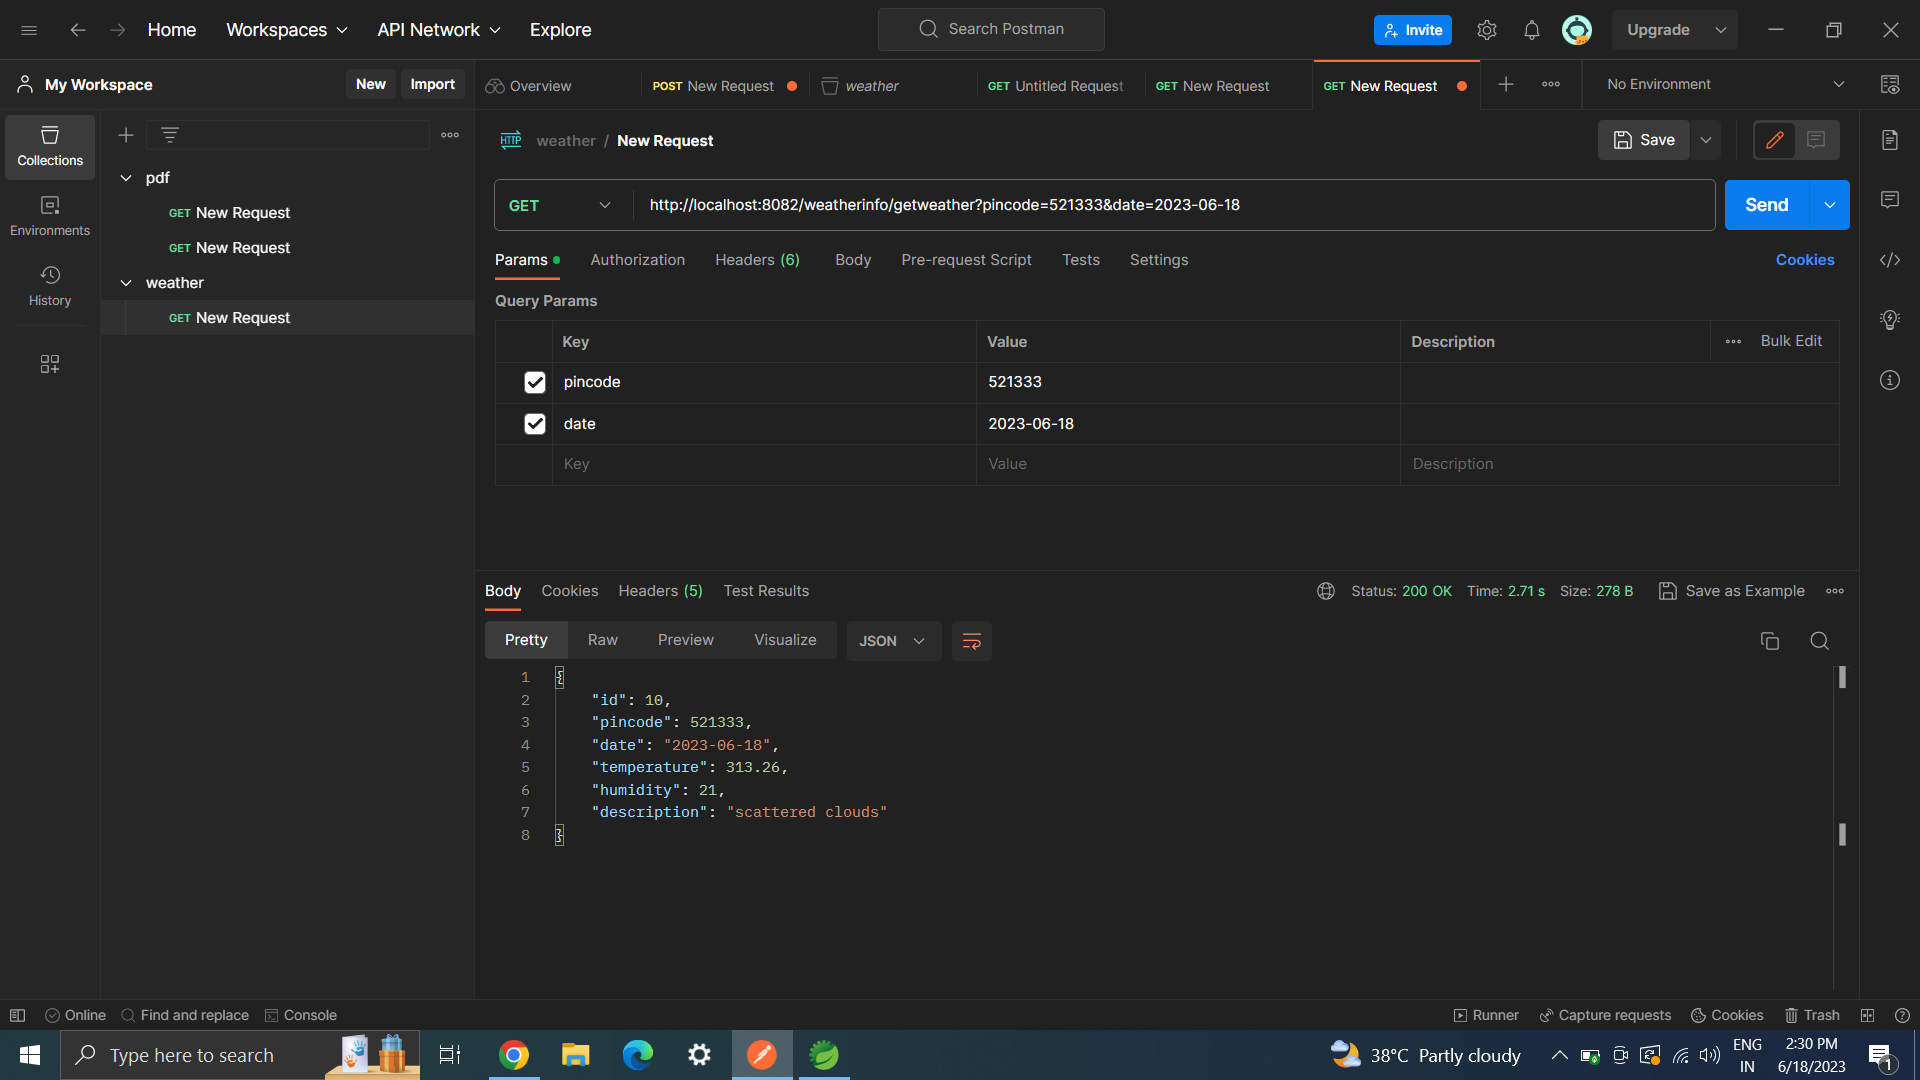 Home Workspaces API Network Explore Search Postman Invite Upgrade
My Workspace New Import Overview POST New Request weather GET Untitled Request GET New Request GET New Request No Environment
Collections
Environments
History
pdf
GET New Request
GET New Request
weather
GET New Request
HTTP weather / New Request Save
GET http://localhost:8082/weatherinfo/getweather?pincode=521333&date=2023-06-18 Send
Params Authorization Headers (6) Body Pre-request Script Tests Settings Cookies
Query Params
Key Value Description Bulk Edit
pincode 521333
date 2023-06-18
Key Value Description
Body Cookies Headers (5) Test Results Status: 200 OK Time: 2.71 s Size: 278 B Save as Example
Pretty Raw Preview Visualize JSON
1 {
2 "id": 10,
3 "pincode": 521333,
4 "date": "2023-06-18",
5 "temperature": 313.26,
6 "humidity": 21,
7 "description": "scattered clouds"
8 }
Online Find and replace Console Runner Capture requests Cookies Trash
Type here to search 38°C Partly cloudy ENG IN 2:30 PM 6/18/2023 1